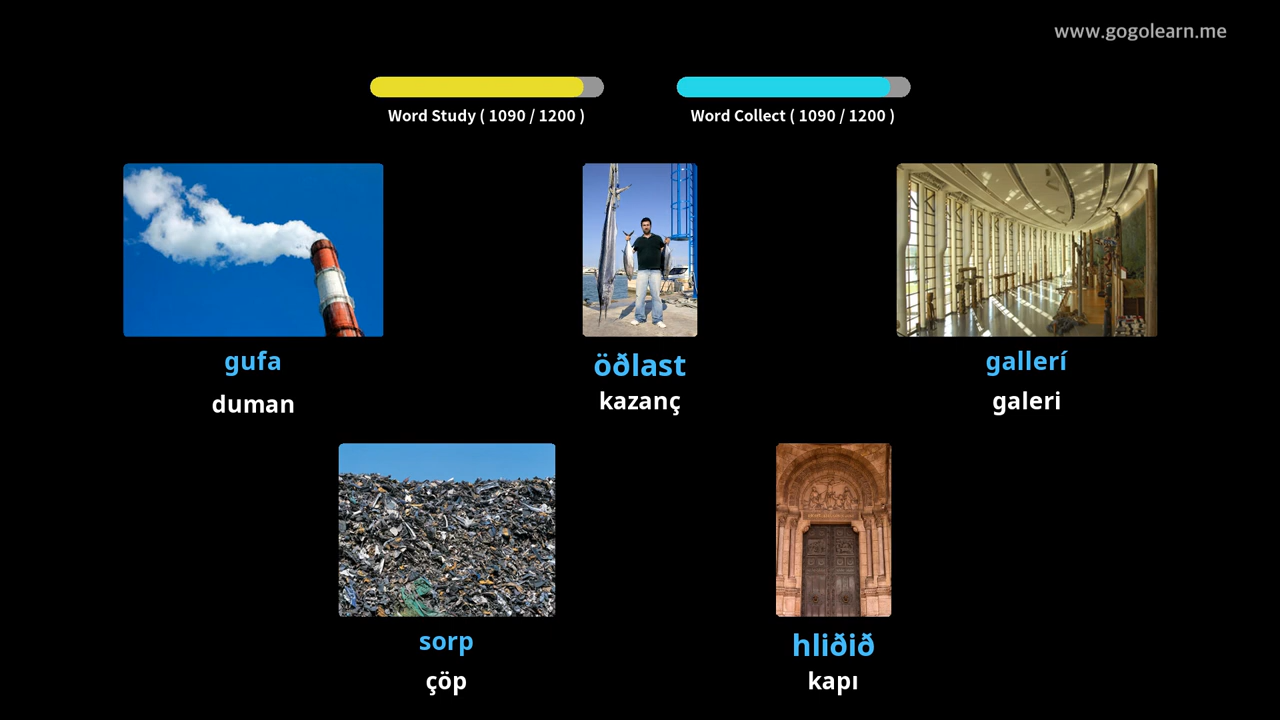 www.gogolearn.me
Word Study ( 1090 / 1200 )
Word Collect ( 1090 / 1200 )
gufa
duman
öðlast
kazanç
gallerí
galeri
sorp
çöp
hliðið
kapı